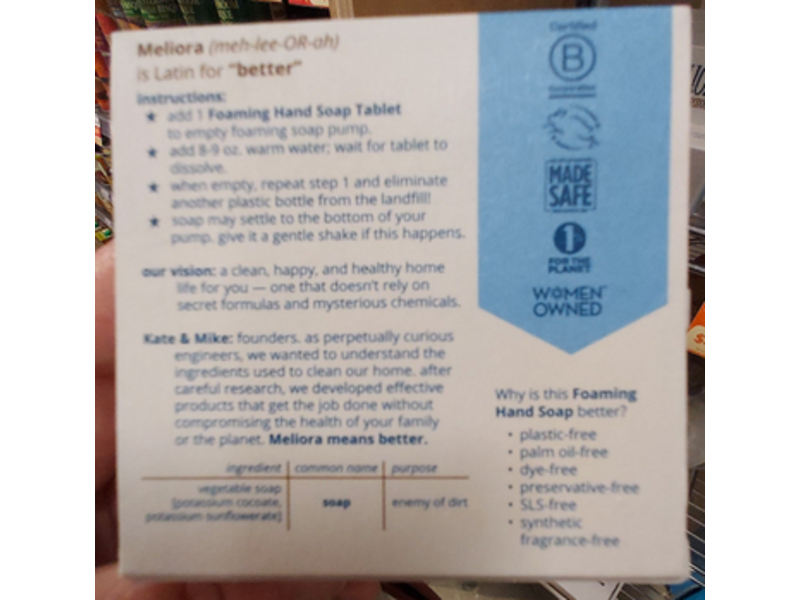 Meliora (meh-lee-OR-ah)
is Latin for "better"
instructions:
★ add 1 Foaming Hand Soap Tablet
to empty foaming soap pump.
★ add 8-9 oz. warm water; wait for tablet to
dissolve.
★ when empty, repeat step 1 and eliminate
another plastic bottle from the landfill!
★ soap may settle to the bottom of your
pump. give it a gentle shake if this happens.
our vision: a clean, happy, and healthy home
life for you — one that doesn't rely on
secret formulas and mysterious chemicals.
Kate & Mike: founders. as perpetually curious
engineers, we wanted to understand the
ingredients used to clean our home. after
careful research, we developed effective
products that get the job done without
compromising the health of your family
or the planet. Meliora means better.
ingredient common name purpose
vegetable soap
[potassium cocoate,
potassium sunflowerate] soap enemy of dirt
Certified
B
Corporation
MADE
SAFE
1%
FOR THE
PLANET
WOMEN
OWNED
Why is this Foaming
Hand Soap better?
• plastic-free
• palm oil-free
• dye-free
• preservative-free
• SLS-free
• synthetic
fragrance-free